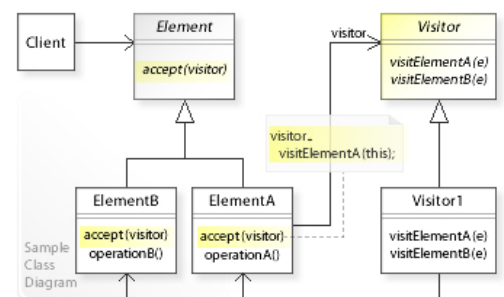 Client
Element
accept(visitor)
visitor
Visitor
visitElementA(e)
visitElementB(e)
visitor.
visitElementA(this);
ElementB
accept(visitor)
operationB()
ElementA
accept(visitor)
operationA()
Visitor1
visitElementA(e)
visitElementB(e)
Sample
Class
Diagram